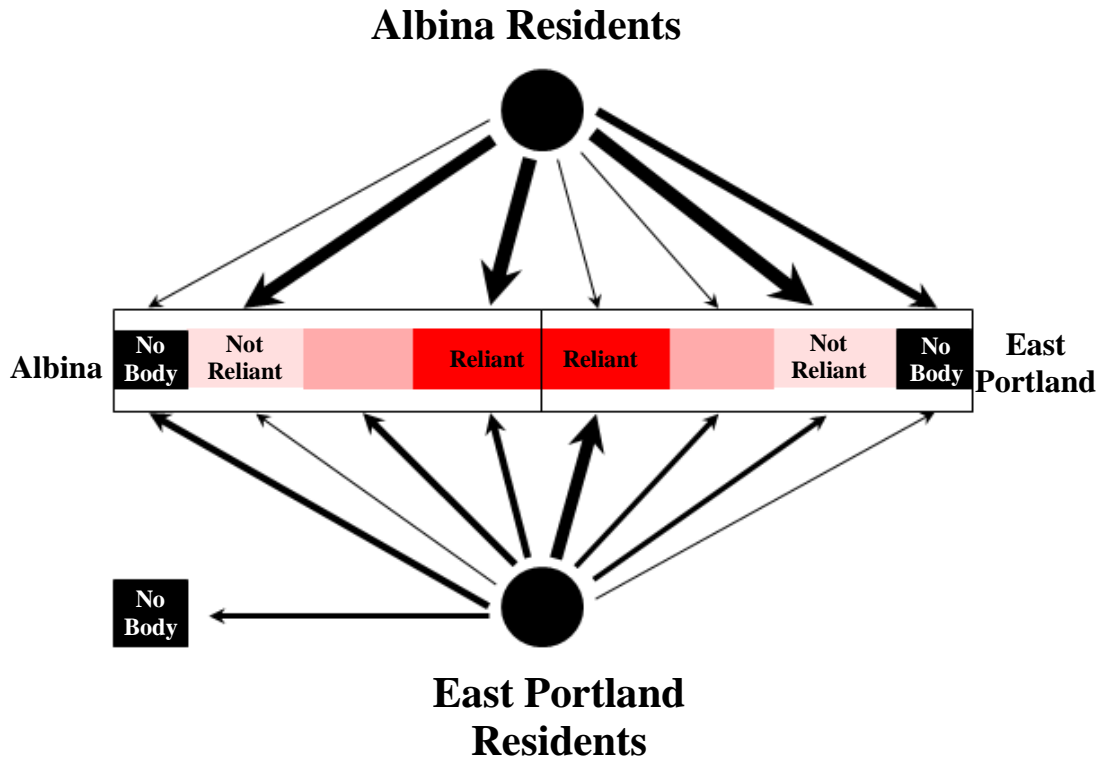 Albina Residents
Albina
No
Body
Not
Reliant
Reliant
Reliant
Not
Reliant
No
Body
East
Portland
No
Body
East Portland
Residents